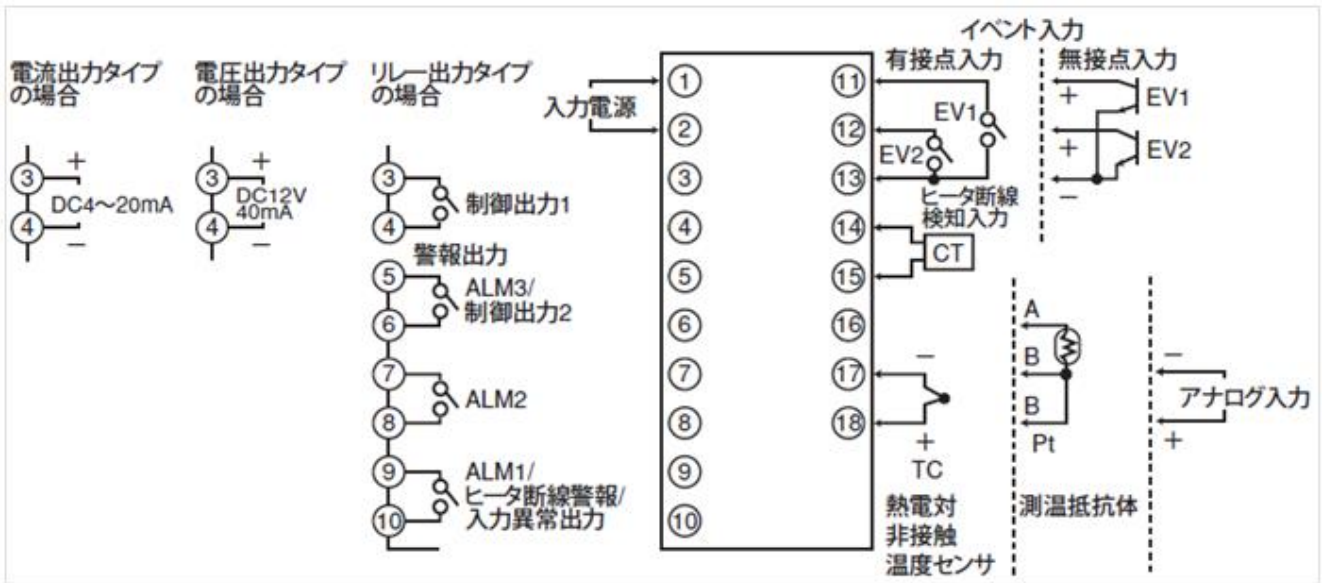 電流出力タイプ
の場合
3
+
DC4～20mA
4
−
電圧出力タイプ
の場合
3
+
DC12V
40mA
4
−
リレー出力タイプ
の場合
3
4
制御出力1
警報出力
5
6
ALM3/
制御出力2
7
8
ALM2
9
10
ALM1/
ヒータ断線警報/
入力異常出力
入力電源
1
2
3
4
5
6
7
8
9
10
11
12
13
14
15
16
17
18
イベント入力
有接点入力
EV1
EV2
無接点入力
+
EV1
+
EV2
−
ヒータ断線
検知入力
CT
−
+
TC
熱電対
非接触
温度センサ
A
B
B
Pt
測温抵抗体
−
アナログ入力
+